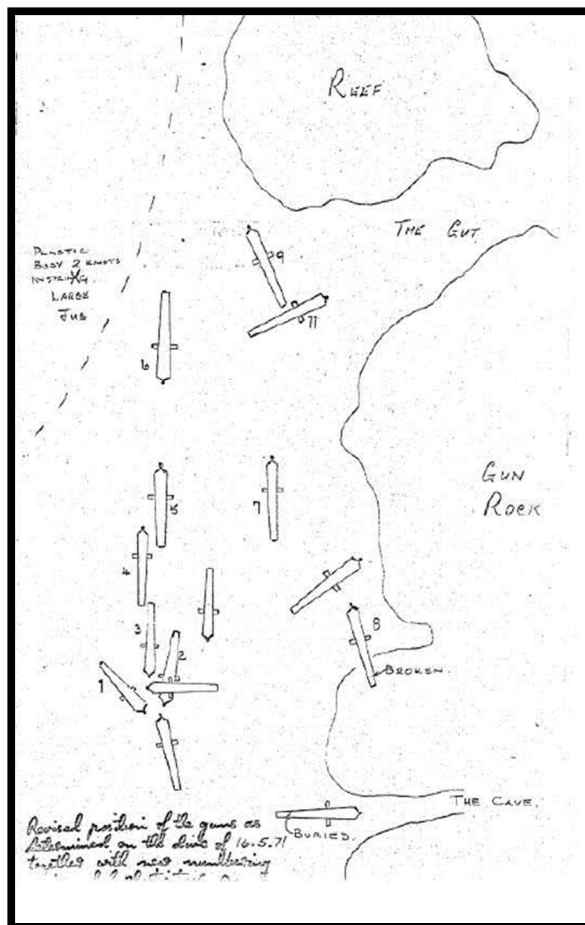 REEF
THE GUT
PLASTIC
BODY 2 KNOTS
LARGE
JUG
9
11
6
5
7
4
3
2
1
8
GUN
ROCK
BROKEN.
THE CAVE.
BURIED.
Revised position of the guns as
determined on the dive of 16.5.71
together with new numbering